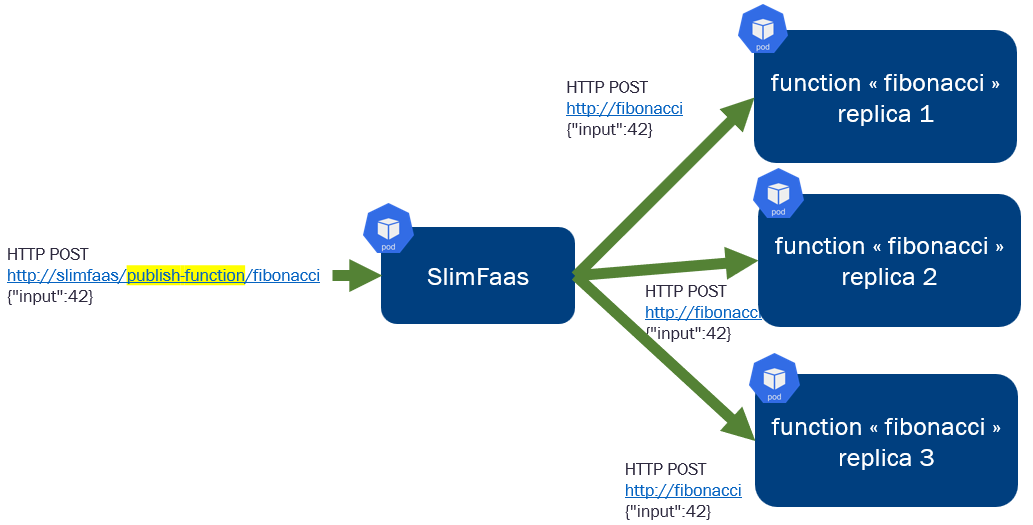 pod
function « fibonacci »
replica 1
HTTP POST
http://fibonacci
{"input":42}
pod
function « fibonacci »
replica 2
pod
SlimFaas
HTTP POST
http://slimfaas/publish-function/fibonacci
{"input":42}
HTTP POST
http://fibonacci
{"input":42}
pod
function « fibonacci »
replica 3
HTTP POST
http://fibonacci
{"input":42}